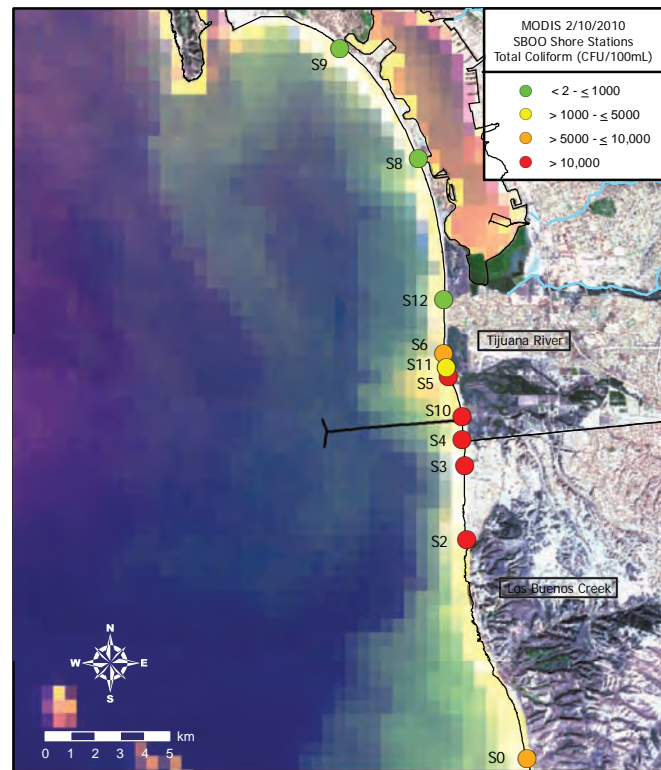 MODIS 2/10/2010
SBOO Shore Stations
Total Coliform (CFU/100mL)
< 2 - ≤ 1000
> 1000 - ≤ 5000
> 5000 - ≤ 10,000
> 10,000
S9
S8
S12
S6
Tijuana River
S11
S5
S10
S4
S3
S2
Los Buenos Creek
N
W E
S
km
0 1 2 3 4 5
S0